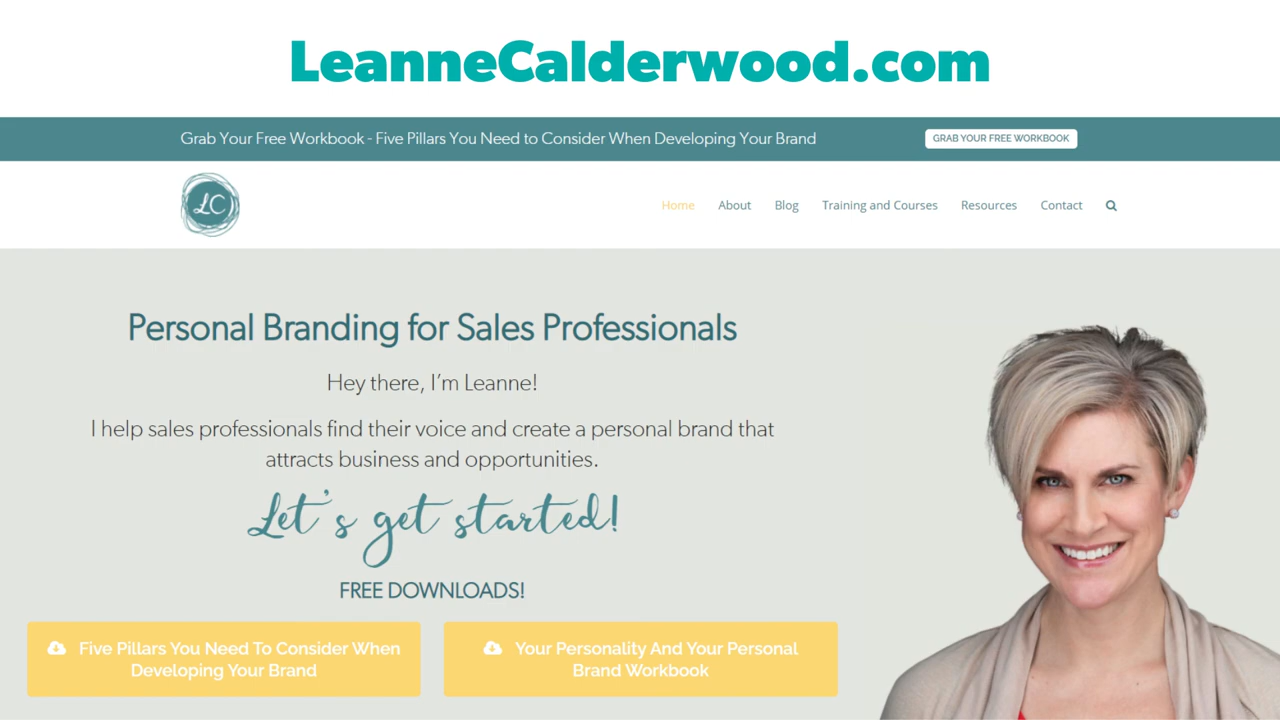 LeanneCalderwood.com
Grab Your Free Workbook - Five Pillars You Need to Consider When Developing Your Brand
GRAB YOUR FREE WORKBOOK
LC
Home
About
Blog
Training and Courses
Resources
Contact
Personal Branding for Sales Professionals
Hey there, I'm Leanne!
I help sales professionals find their voice and create a personal brand that
attracts business and opportunities.
Let's get started!
FREE DOWNLOADS!
Five Pillars You Need To Consider When
Developing Your Brand
Your Personality And Your Personal
Brand Workbook